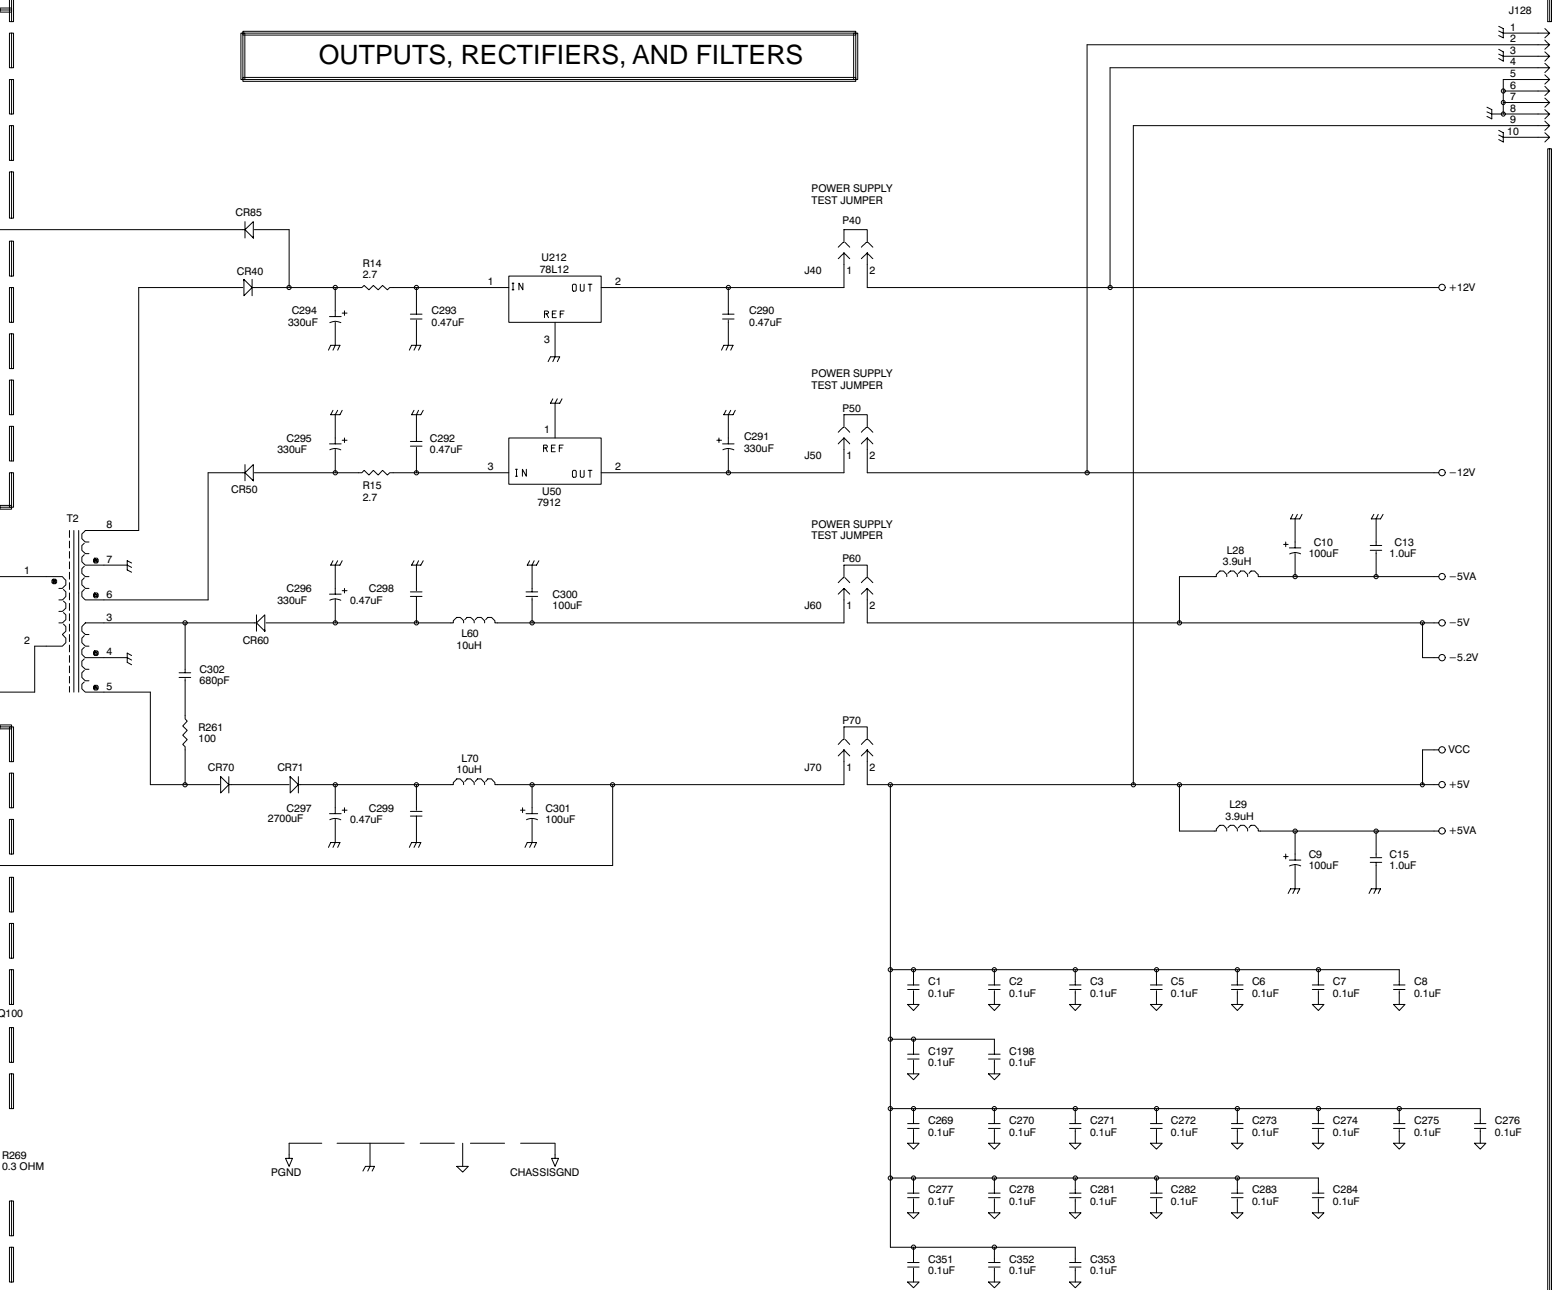 J128
OUTPUTS, RECTIFIERS, AND FILTERS
1
2
3
4
5
6
7
8
9
10
POWER SUPPLY
TEST JUMPER
P40
J40
1 2
CR85
CR40
R14
2.7
C294
330uF
+
C293
0.47uF
U212
78L12
1
IN OUT
REF
2
3
C290
0.47uF
+12V
POWER SUPPLY
TEST JUMPER
P50
J50
1 2
C295
330uF
+
C292
0.47uF
1
REF
3
IN OUT
2
U50
7912
+
C291
330uF
CR50
R15
2.7
−12V
T2
8
7
6
3
4
5
1
2
POWER SUPPLY
TEST JUMPER
P60
J60
1 2
C296
330uF
+
C298
0.47uF
C300
100uF
CR60
L60
10uH
L28
3.9uH
+
C10
100uF
C13
1.0uF
−5VA
−5V
−5.2V
C302
680pF
R261
100
CR70
CR71
L70
10uH
C297
2700uF
+
C299
0.47uF
+
C301
100uF
P70
J70
1 2
VCC
+5V
L29
3.9uH
+5VA
+
C9
100uF
C15
1.0uF
C1
0.1uF
C2
0.1uF
C3
0.1uF
C5
0.1uF
C6
0.1uF
C7
0.1uF
C8
0.1uF
Q100
C197
0.1uF
C198
0.1uF
C269
0.1uF
C270
0.1uF
C271
0.1uF
C272
0.1uF
C273
0.1uF
C274
0.1uF
C275
0.1uF
C276
0.1uF
R269
0.3 OHM
PGND
CHASSISGND
C277
0.1uF
C278
0.1uF
C281
0.1uF
C282
0.1uF
C283
0.1uF
C284
0.1uF
C351
0.1uF
C352
0.1uF
C353
0.1uF